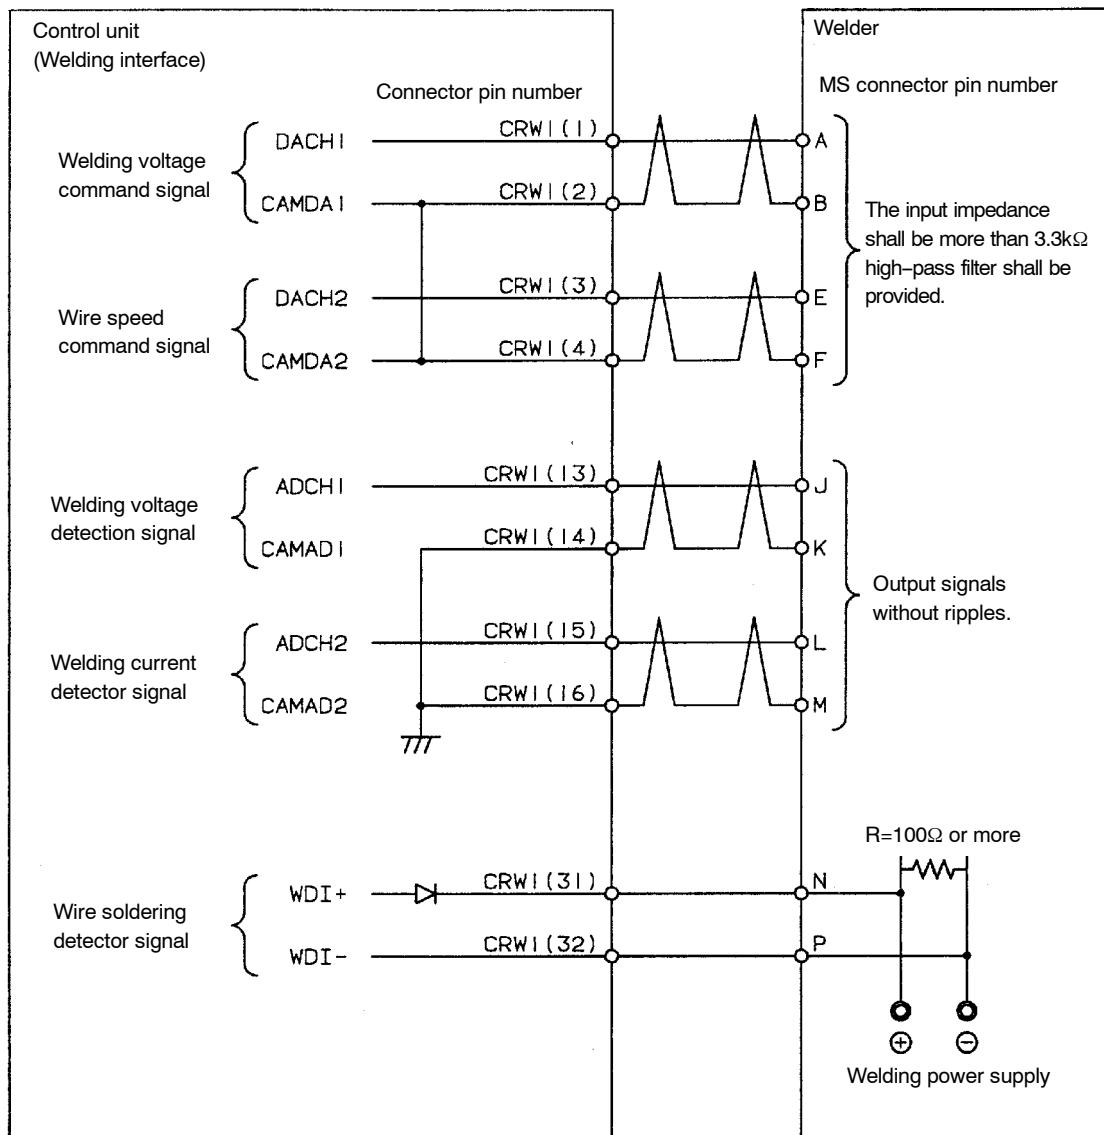 Control unit
(Welding interface)
Welder
Connector pin number
MS connector pin number
Welding voltage
command signal
DACH1
CRW1(1)
A
CAMDA1
CRW1(2)
B
The input impedance
shall be more than 3.3kΩ
high–pass filter shall be
provided.
Wire speed
command signal
DACH2
CRW1(3)
E
CAMDA2
CRW1(4)
F
Welding voltage
detection signal
ADCH1
CRW1(13)
J
CAMAD1
CRW1(14)
K
Output signals
without ripples.
Welding current
detector signal
ADCH2
CRW1(15)
L
CAMAD2
CRW1(16)
M
R=100Ω or more
Wire soldering
detector signal
WDI+
CRW1(31)
N
WDI-
CRW1(32)
P
+
−
Welding power supply